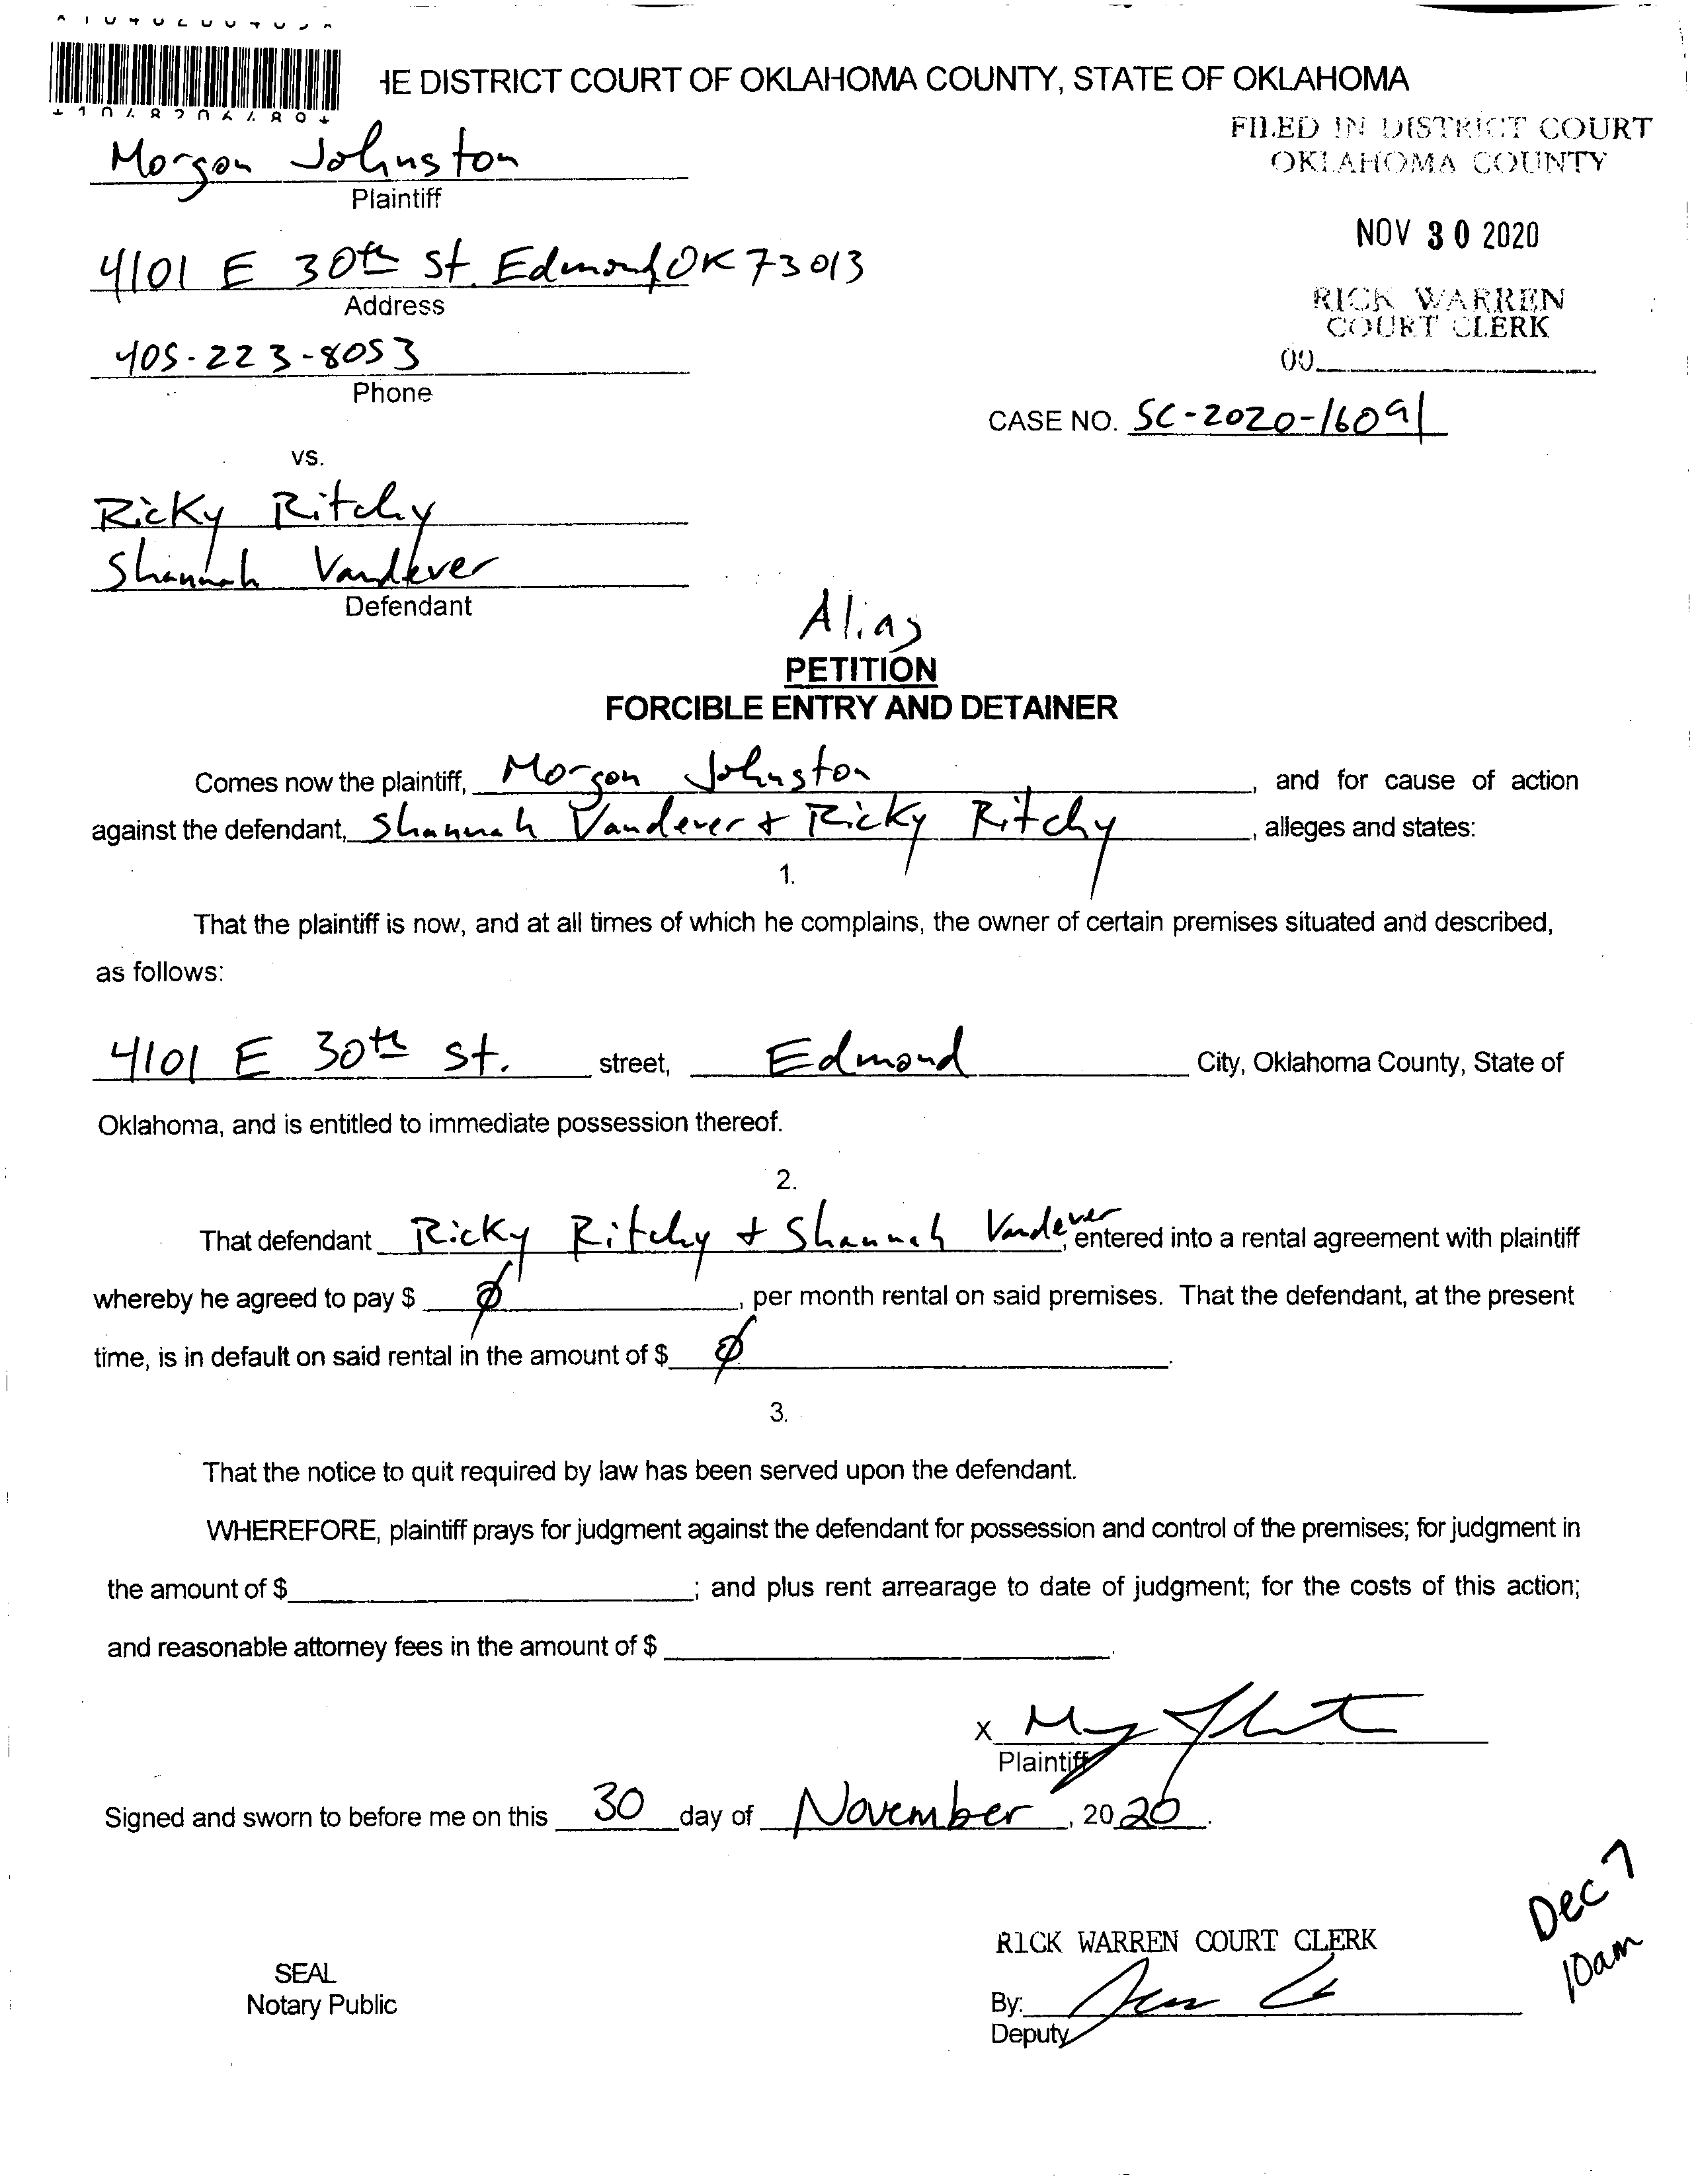 IE DISTRICT COURT OF OKLAHOMA COUNTY, STATE OF OKLAHOMA
FILED IN DISTRICT COURT
OKLAHOMA COUNTY
Morgan Johnston
Plaintiff
NOV 30 2020
4101 E 30th St. Edmond, OK 73013
Address
RICK WARREN
COURT CLERK
405-223-8053
Phone
CASE NO. SC-2020-16091
vs.
Ricky Ritchy
Shannah Vandever
Defendant
Alias
PETITION
FORCIBLE ENTRY AND DETAINER
Comes now the plaintiff, Morgan Johnston, and for cause of action
against the defendant, Shannah Vandever + Ricky Ritchy, alleges and states:
1.
That the plaintiff is now, and at all times of which he complains, the owner of certain premises situated and described,
as follows:
4101 E 30th St. street, Edmond City, Oklahoma County, State of
Oklahoma, and is entitled to immediate possession thereof.
2.
That defendant Ricky Ritchy + Shannah Vandever, entered into a rental agreement with plaintiff
whereby he agreed to pay $ ∅, per month rental on said premises. That the defendant, at the present
time, is in default on said rental in the amount of $ ∅.
3.
That the notice to quit required by law has been served upon the defendant.
WHEREFORE, plaintiff prays for judgment against the defendant for possession and control of the premises; for judgment in
the amount of $ ; and plus rent arrearage to date of judgment; for the costs of this action;
and reasonable attorney fees in the amount of $ .
X
Plaintiff
Signed and sworn to before me on this 30 day of November, 2020.
Dec 7
10am
RICK WARREN COURT CLERK
SEAL
Notary Public
By:
Deputy